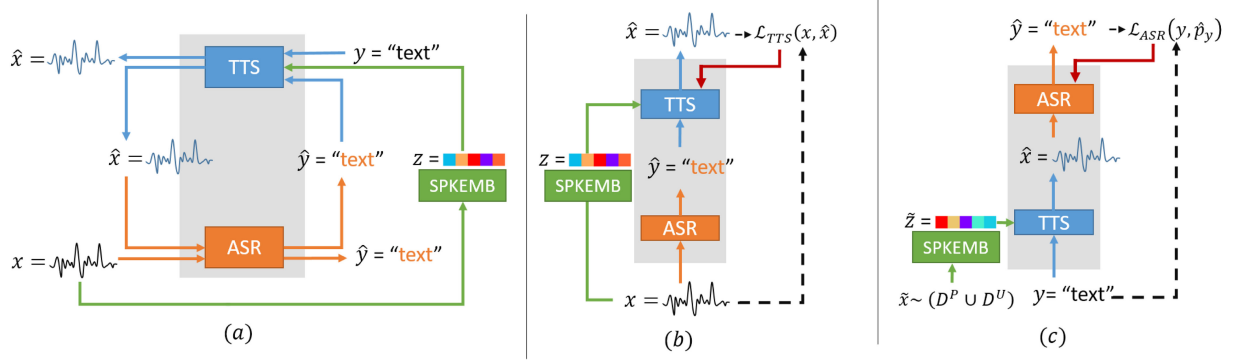 x̂ =
TTS
y = "text"
x̂ =
ŷ = "text"
z =
SPKEMB
x =
ASR
ŷ = "text"
(a)
x̂ =
ℒ_TTS(x, x̂)
TTS
z =
SPKEMB
ŷ = "text"
ASR
x =
(b)
ŷ = "text"
ℒ_ASR(y, p̂_y)
ASR
x̂ =
z̃ =
SPKEMB
TTS
x̃~ (D^P ∪ D^U)
y= "text"
(c)